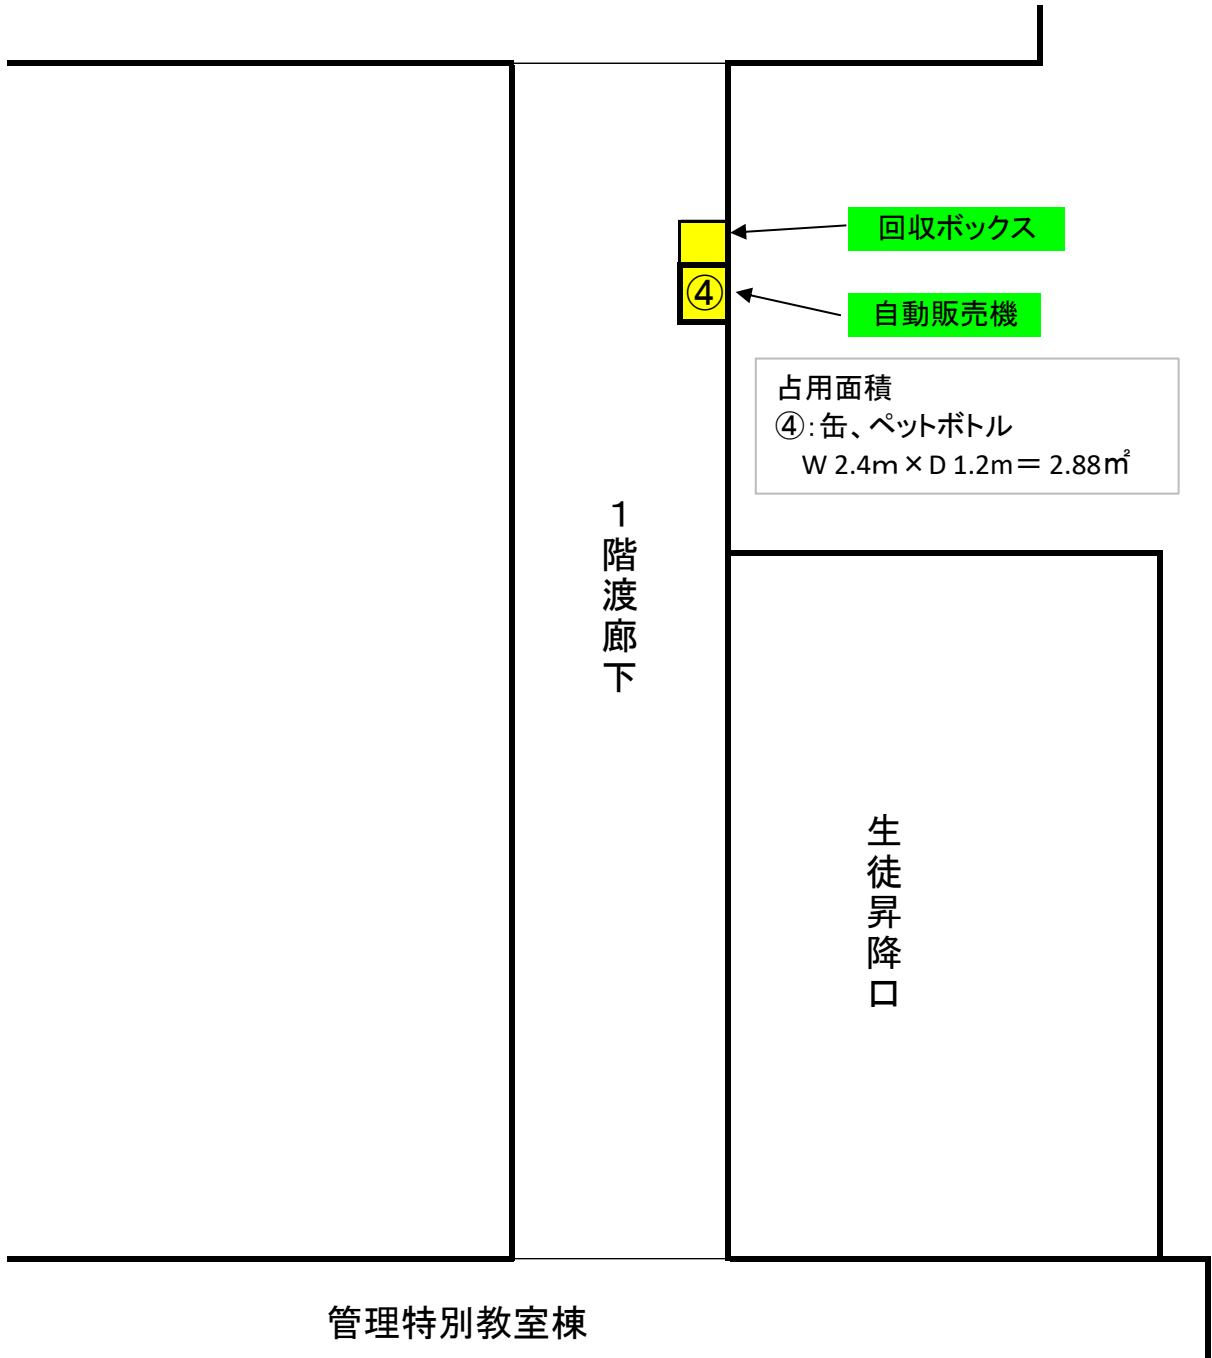 回収ボックス
④
自動販売機
占用面積
④:缶、ペットボトル
W 2.4ｍ×D 1.2m＝ 2.88㎡
１階渡廊下
生徒昇降口
管理特別教室棟